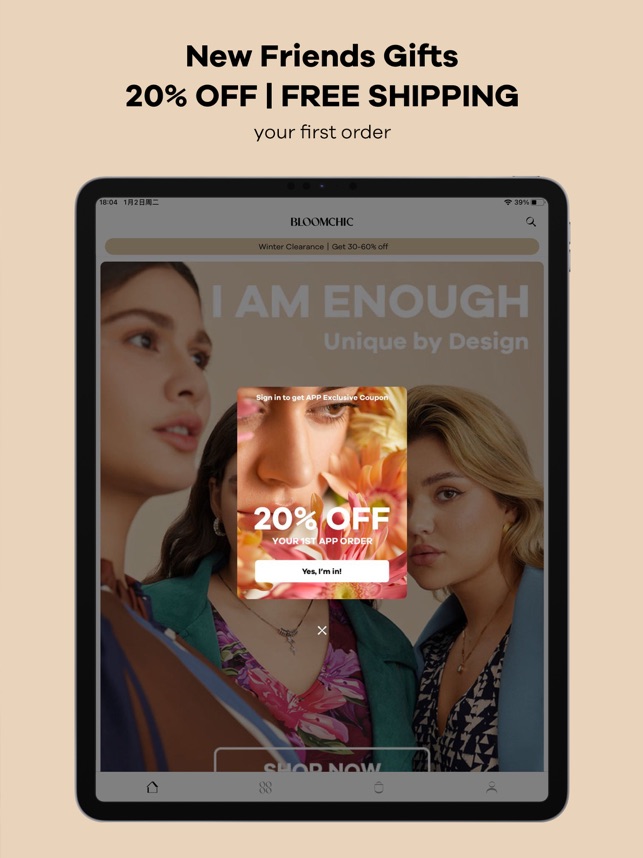 New Friends Gifts
20% OFF | FREE SHIPPING
your first order
18:04 1月2日周二
39%
BLOOMCHIC
Winter Clearance | Get 30-60% off
I AM ENOUGH
Unique by Design
Sign in to get APP Exclusive Coupon
20% OFF
YOUR 1ST APP ORDER
Yes, I'm in!
SHOP NOW